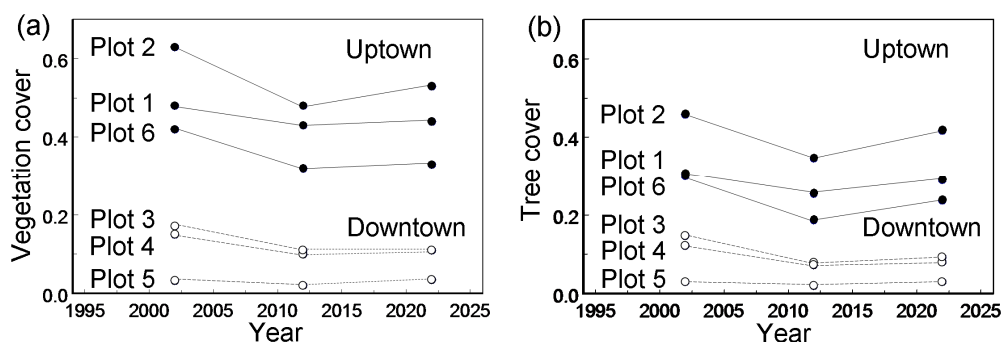 (a)
Vegetation cover
0.6
0.4
0.2
0.0
Plot 2
Plot 1
Plot 6
Plot 3
Plot 4
Plot 5
Uptown
Downtown
1995 2000 2005 2010 2015 2020 2025
Year
(b)
Tree cover
0.6
0.4
0.2
0.0
Plot 2
Plot 1
Plot 6
Plot 3
Plot 4
Plot 5
Uptown
Downtown
1995 2000 2005 2010 2015 2020 2025
Year